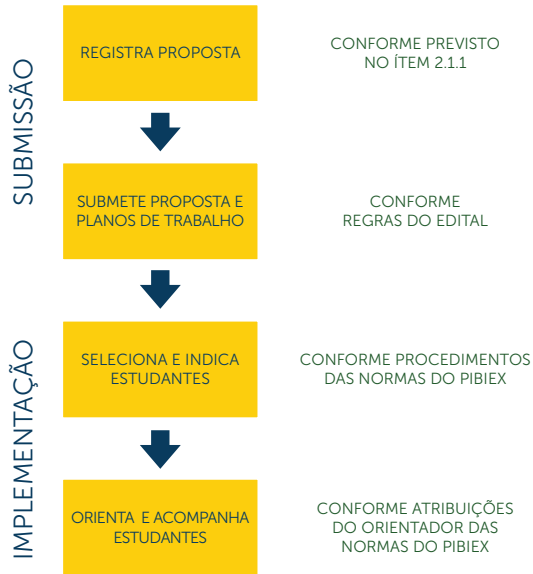 SUBMISSÃO
REGISTRA PROPOSTA
CONFORME PREVISTO
NO ÍTEM 2.1.1
SUBMETE PROPOSTA E
PLANOS DE TRABALHO
CONFORME
REGRAS DO EDITAL
IMPLEMENTAÇÃO
SELECIONA E INDICA
ESTUDANTES
CONFORME PROCEDIMENTOS
DAS NORMAS DO PIBIEX
ORIENTA E ACOMPANHA
ESTUDANTES
CONFORME ATRIBUIÇÕES
DO ORIENTADOR DAS
NORMAS DO PIBIEX